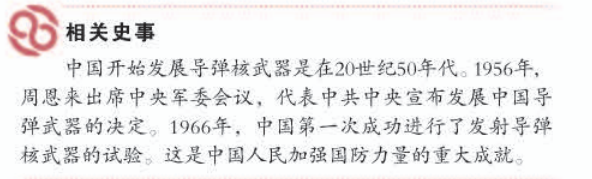 相关史事
中国开始发展导弹核武器是在20世纪50年代。1956年，
周恩来出席中央军委会议，代表中共中央宣布发展中国导
弹武器的决定。1966年，中国第一次成功进行了发射导弹
核武器的试验。这是中国人民加强国防力量的重大成就。